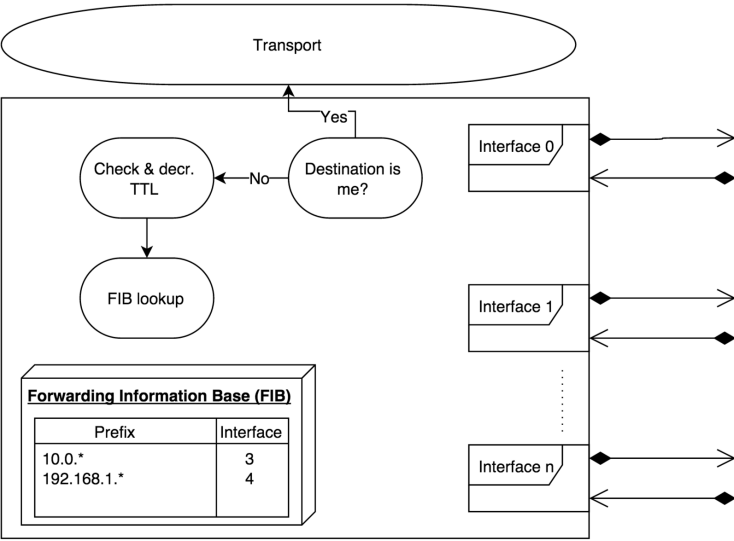 Transport
Yes
Check & decr.
TTL
No
Destination is
me?
Interface 0
FIB lookup
Interface 1
Forwarding Information Base (FIB)
Prefix Interface
10.0.* 3
192.168.1.* 4
Interface n